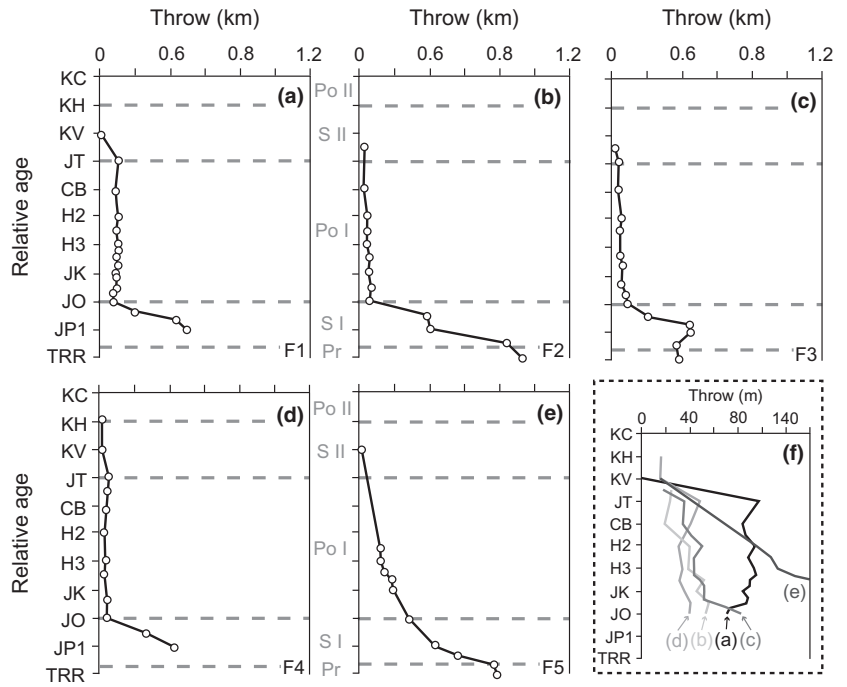 Throw (km) Throw (km) Throw (km)
0 0.6 1.2 0 0.6 1.2 0 0.6 1.2
KC
KH
KV
JT
CB
H2
H3
JK
JO
JP1
TRR
Relative age
(a)
F1
Po II
S II
Po I
S I
Pr
(b)
F2
(c)
F3
KC
KH
KV
JT
CB
H2
H3
JK
JO
JP1
TRR
Relative age
(d)
F4
Po II
S II
Po I
S I
Pr
(e)
F5
Throw (m)
0 40 80 160
KC
KH
KV
JT
CB
H2
H3
JK
JO
JP1
TRR
(f)
(e)
(d) (b) (a) (c)